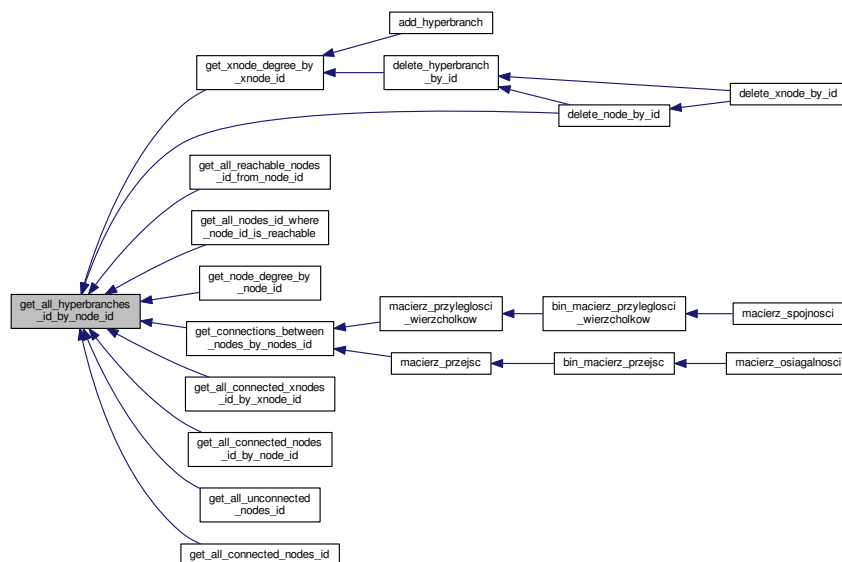 add_hyperbranch
get_xnode_degree_by
_xnode_id
delete_hyperbranch
_by_id
delete_xnode_by_id
delete_node_by_id
get_all_reachable_nodes
_id_from_node_id
get_all_nodes_id_where
_node_id_is_reachable
get_node_degree_by
_node_id
get_all_hyperbranches
_id_by_node_id
get_connections_between
_nodes_by_nodes_id
macierz_przyleglosci
_wierzcholkow
bin_macierz_przyleglosci
_wierzcholkow
macierz_spojnosci
macierz_przejsc
bin_macierz_przejsc
macierz_osiagalnosci
get_all_connected_xnodes
_id_by_xnode_id
get_all_connected_nodes
_id_by_node_id
get_all_unconnected
_nodes_id
get_all_connected_nodes_id